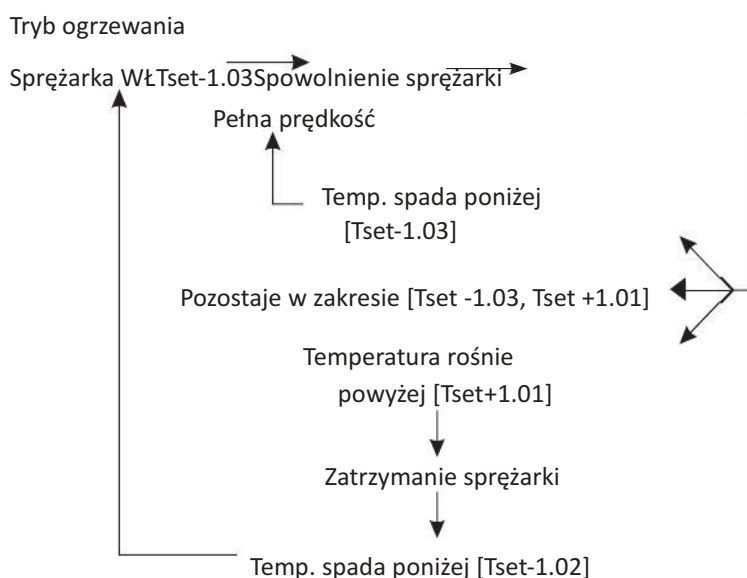 Tryb ogrzewania
Sprężarka WŁTset-1.03Spowolnienie sprężarki
Pełna prędkość
Temp. spada poniżej
[Tset-1.03]
Pozostaje w zakresie [Tset -1.03, Tset +1.01]
Temperatura rośnie
powyżej [Tset+1.01]
Zatrzymanie sprężarki
Temp. spada poniżej [Tset-1.02]